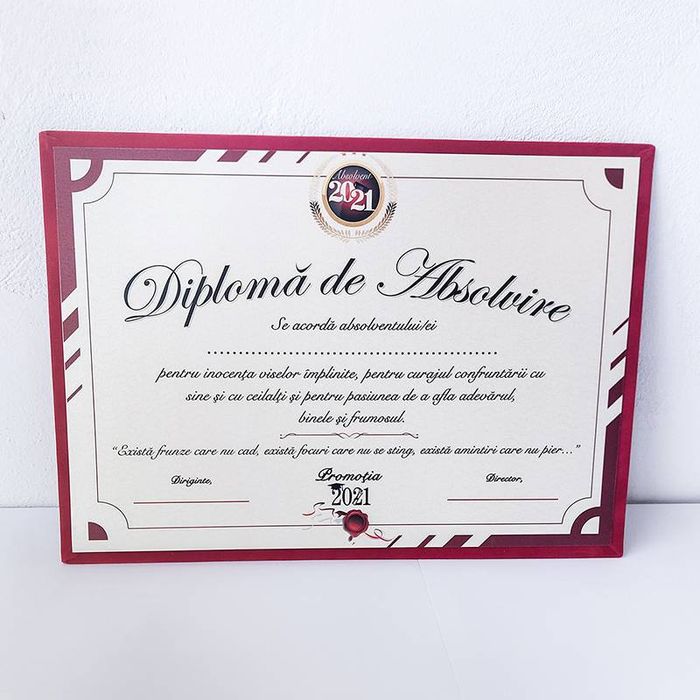 Absolvent
2021
Diplomă de Absolvire
Se acordă absolventului/ei
pentru inocența viselor împlinite, pentru curajul confruntării cu
sine și cu ceilalți și pentru pasiunea de a afla adevărul,
binele și frumosul.
“Există frunze care nu cad, există focuri care nu se sting, există amintiri care nu pier...”
Diriginte,
Promoția
2021
Director,